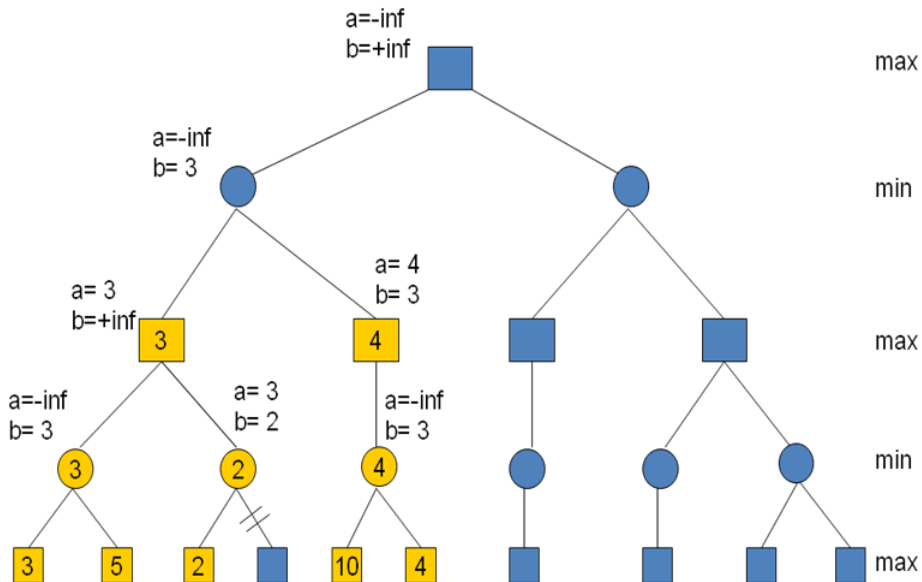 a=-inf
b=+inf
max
a=-inf
b= 3
min
a= 4
b= 3
a= 3
b=+inf
3
4
max
a=-inf
b= 3
a= 3
b= 2
a=-inf
b= 3
3
2
4
min
3
5
2
10
4
max